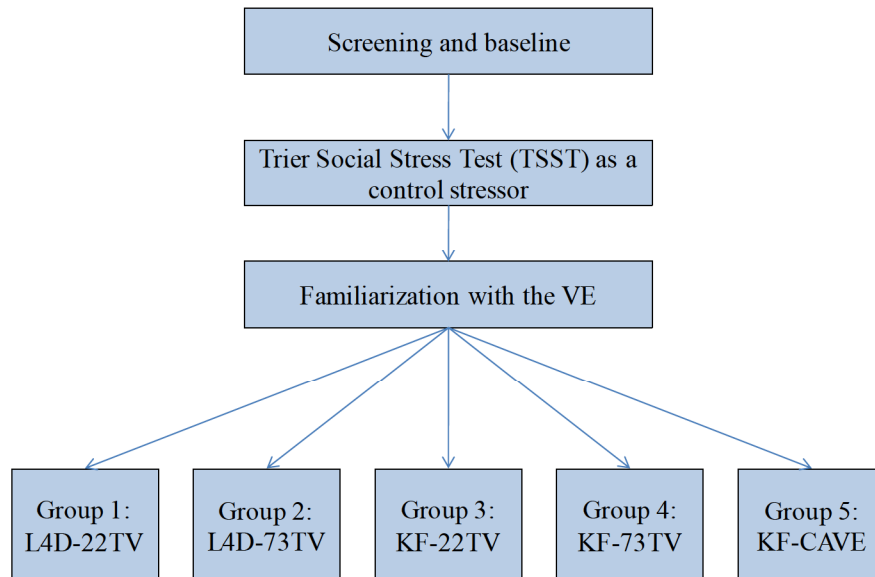 Screening and baseline
Trier Social Stress Test (TSST) as a
control stressor
Familiarization with the VE
Group 1:
L4D-22TV
Group 2:
L4D-73TV
Group 3:
KF-22TV
Group 4:
KF-73TV
Group 5:
KF-CAVE